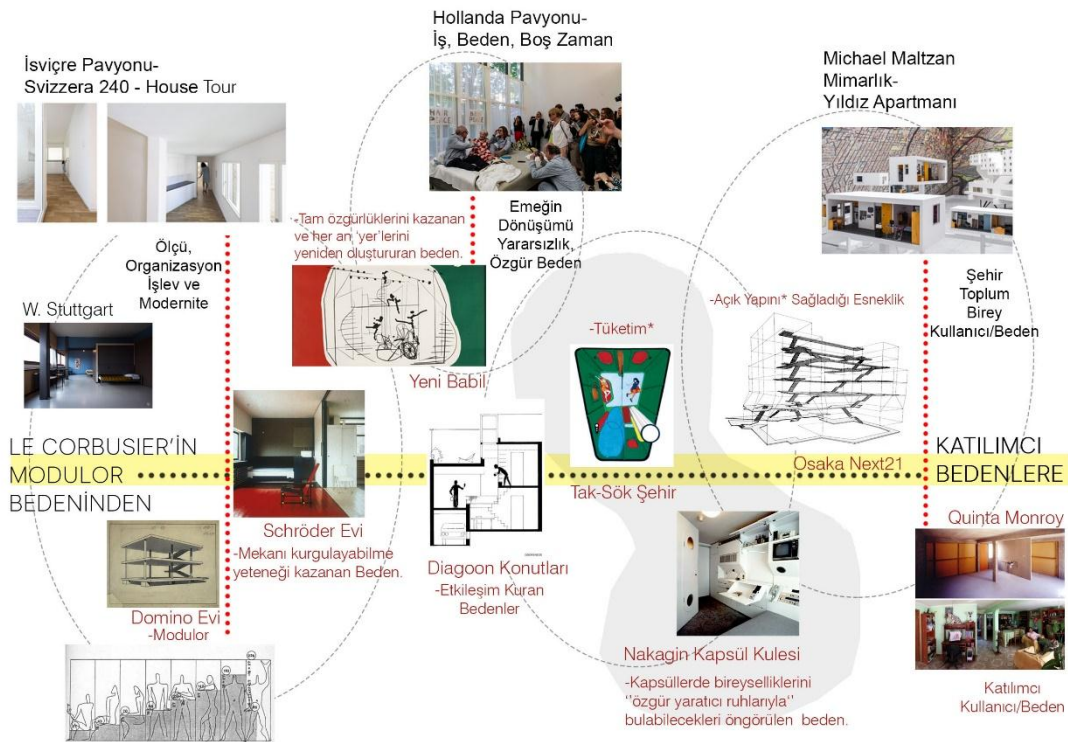 İsviçre Pavyonu-
Svizzera 240 - House Tour
Hollanda Pavyonu-
İş, Beden, Boş Zaman
Michael Maltzan
Mimarlık-
Yıldız Apartmanı
Ölçü,
Organizasyon
İşlev ve
Modernite
-Tam özgürlüklerini kazanan
ve her an 'yer'lerini
yeniden oluştururan beden.
Emeğin
Dönüşümü
Yararsızlık,
Özgür Beden
Şehir
Toplum
Birey
Kullanıcı/Beden
W. Stuttgart
Yeni Babil
-Tüketim*
-Açık Yapını* Sağladığı Esneklik
LE CORBUSIER'İN
MODULOR
BEDENİNDEN
Schröder Evi
-Mekanı kurgulayabilme
yeteneği kazanan Beden.
Diagoon Konutları
-Etkileşim Kuran
Bedenler
Tak-Sök Şehir
Osaka Next21
KATILIMCI
BEDENLERE
Domino Evi
-Modulor
Nakagin Kapsül Kulesi
-Kapsüllerde bireyselliklerini
''özgür yaratıcı ruhlarıyla''
bulabilecekleri öngörülen beden.
Quinta Monroy
Katılımcı
Kullanıcı/Beden